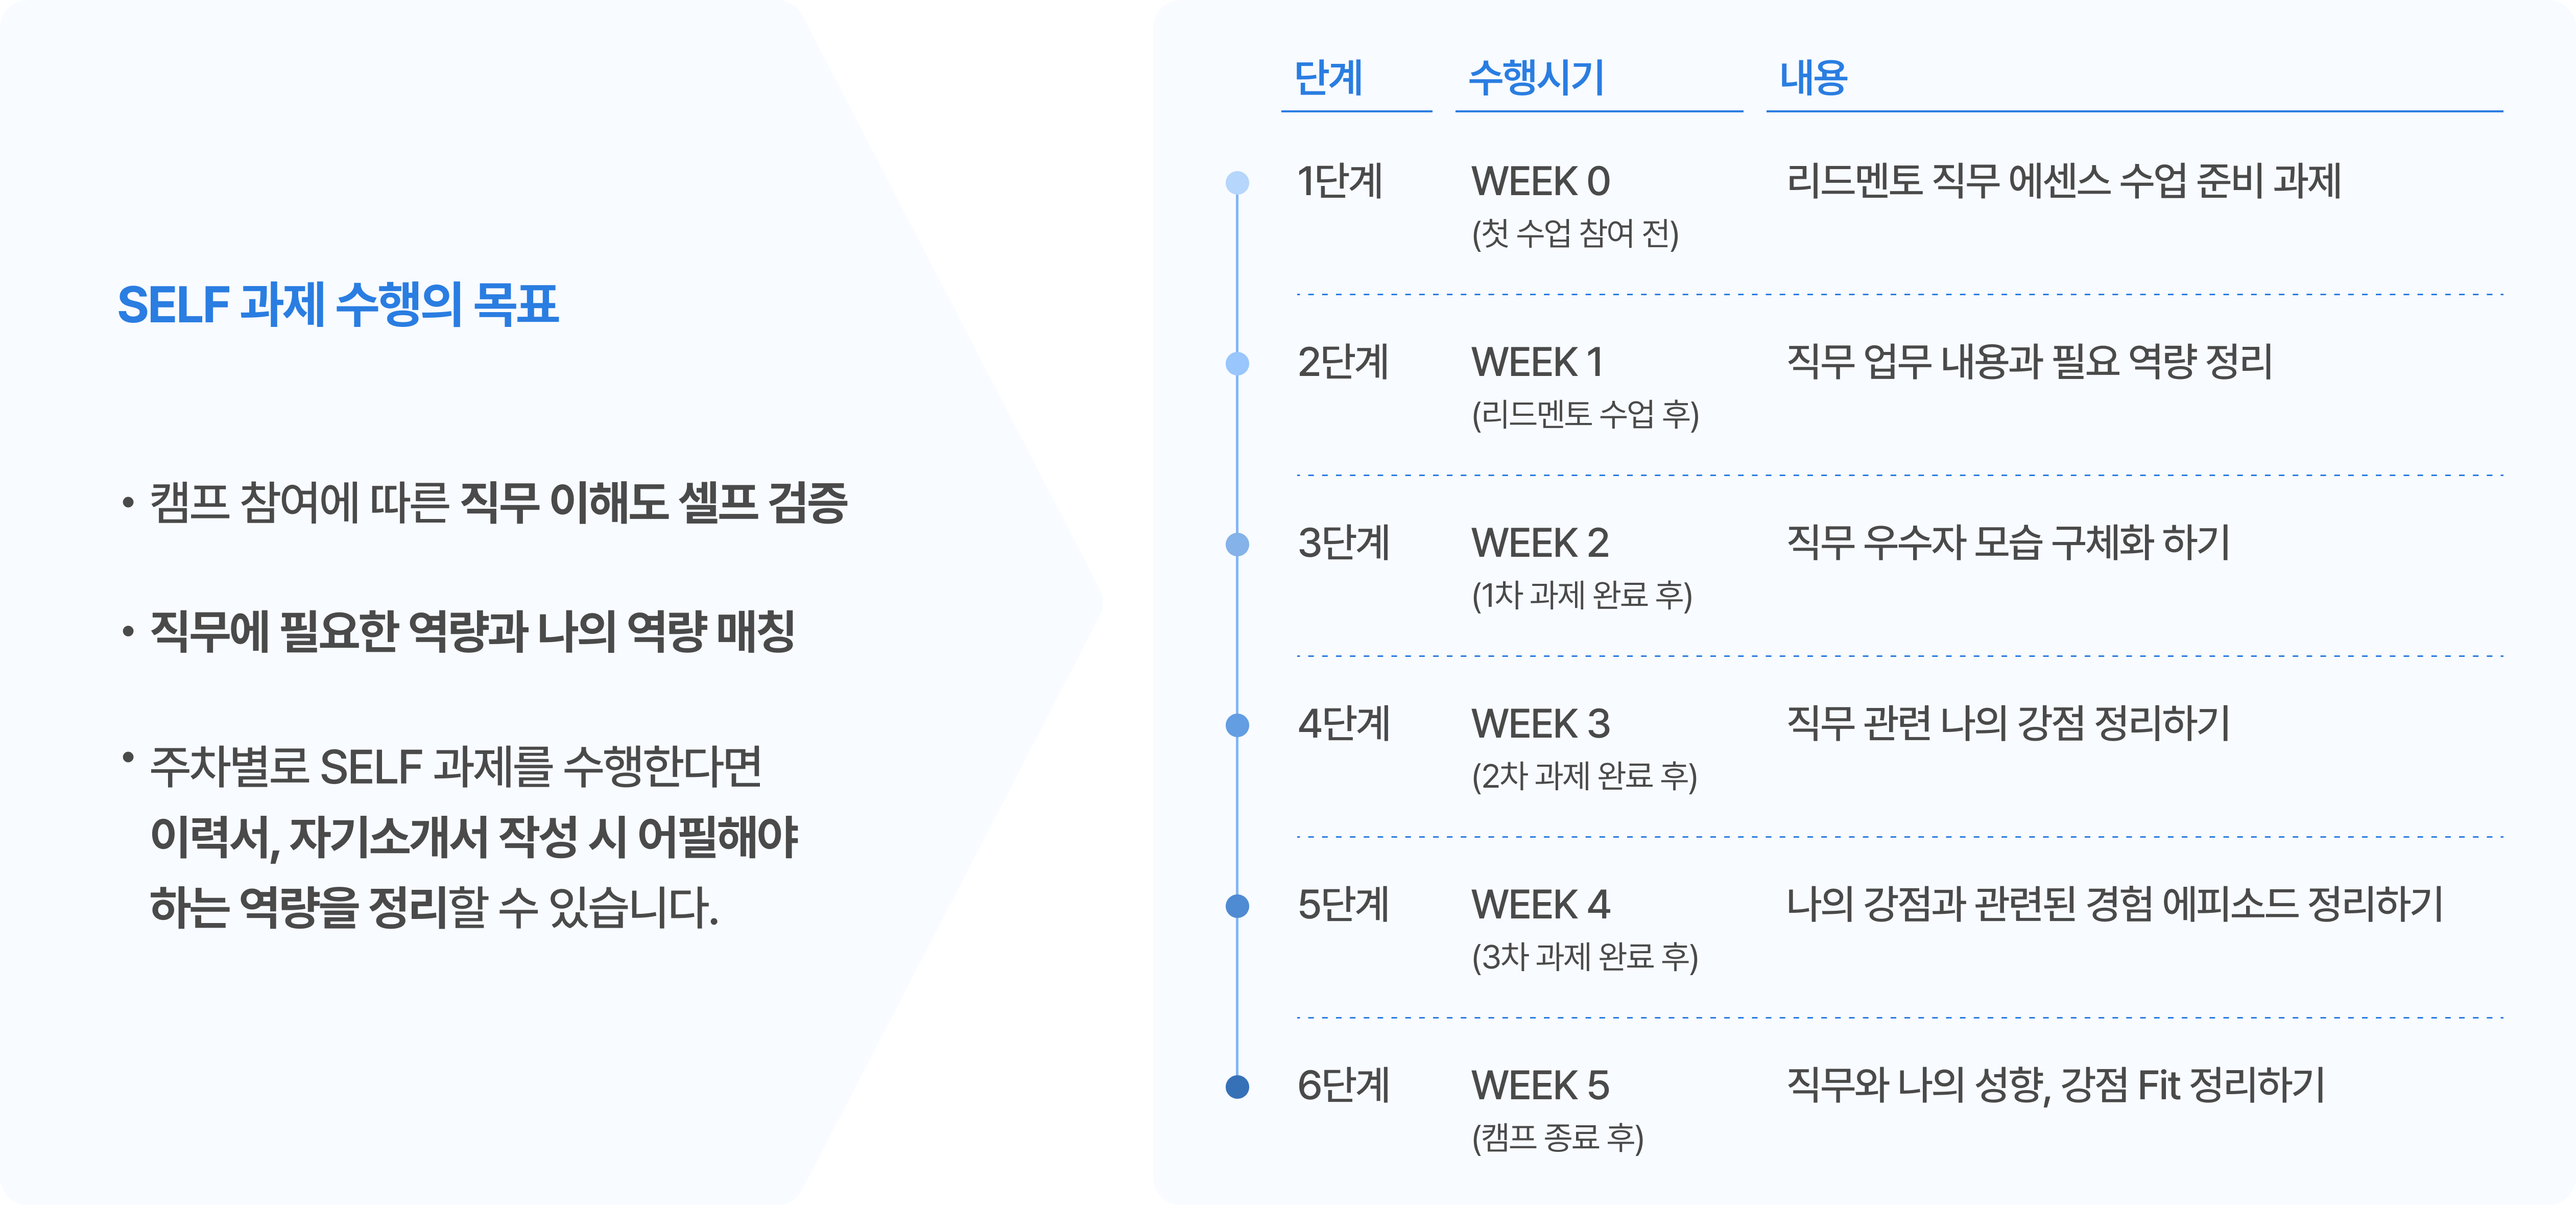 SELF 과제 수행의 목표
• 캠프 참여에 따른 직무 이해도 셀프 검증
• 직무에 필요한 역량과 나의 역량 매칭
• 주차별로 SELF 과제를 수행한다면
이력서, 자기소개서 작성 시 어필해야
하는 역량을 정리할 수 있습니다.
단계 수행시기 내용
1단계 WEEK 0 리드멘토 직무 에센스 수업 준비 과제
(첫 수업 참여 전)
2단계 WEEK 1 직무 업무 내용과 필요 역량 정리
(리드멘토 수업 후)
3단계 WEEK 2 직무 우수자 모습 구체화 하기
(1차 과제 완료 후)
4단계 WEEK 3 직무 관련 나의 강점 정리하기
(2차 과제 완료 후)
5단계 WEEK 4 나의 강점과 관련된 경험 에피소드 정리하기
(3차 과제 완료 후)
6단계 WEEK 5 직무와 나의 성향, 강점 Fit 정리하기
(캠프 종료 후)